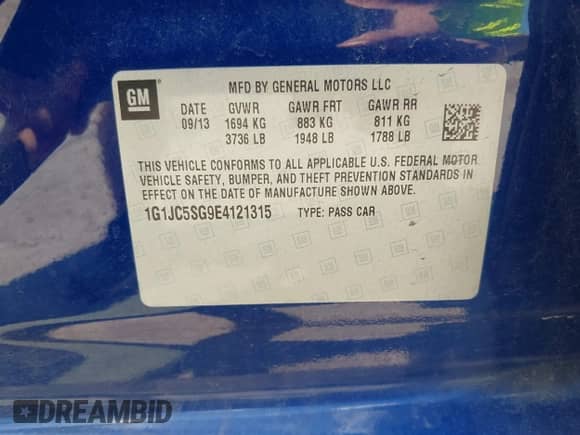 GM
MFD BY GENERAL MOTORS LLC
DATE GVWR GAWR FRT GAWR RR
09/13 1694 KG 883 KG 811 KG
3736 LB 1948 LB 1788 LB
THIS VEHICLE CONFORMS TO ALL APPLICABLE U.S. FEDERAL MOTOR
VEHICLE SAFETY, BUMPER, AND THEFT PREVENTION STANDARDS IN
EFFECT ON THE DATE OF MANUFACTURE SHOWN ABOVE.
1G1JC5SG9E4121315 TYPE: PASS CAR
DREAMBID